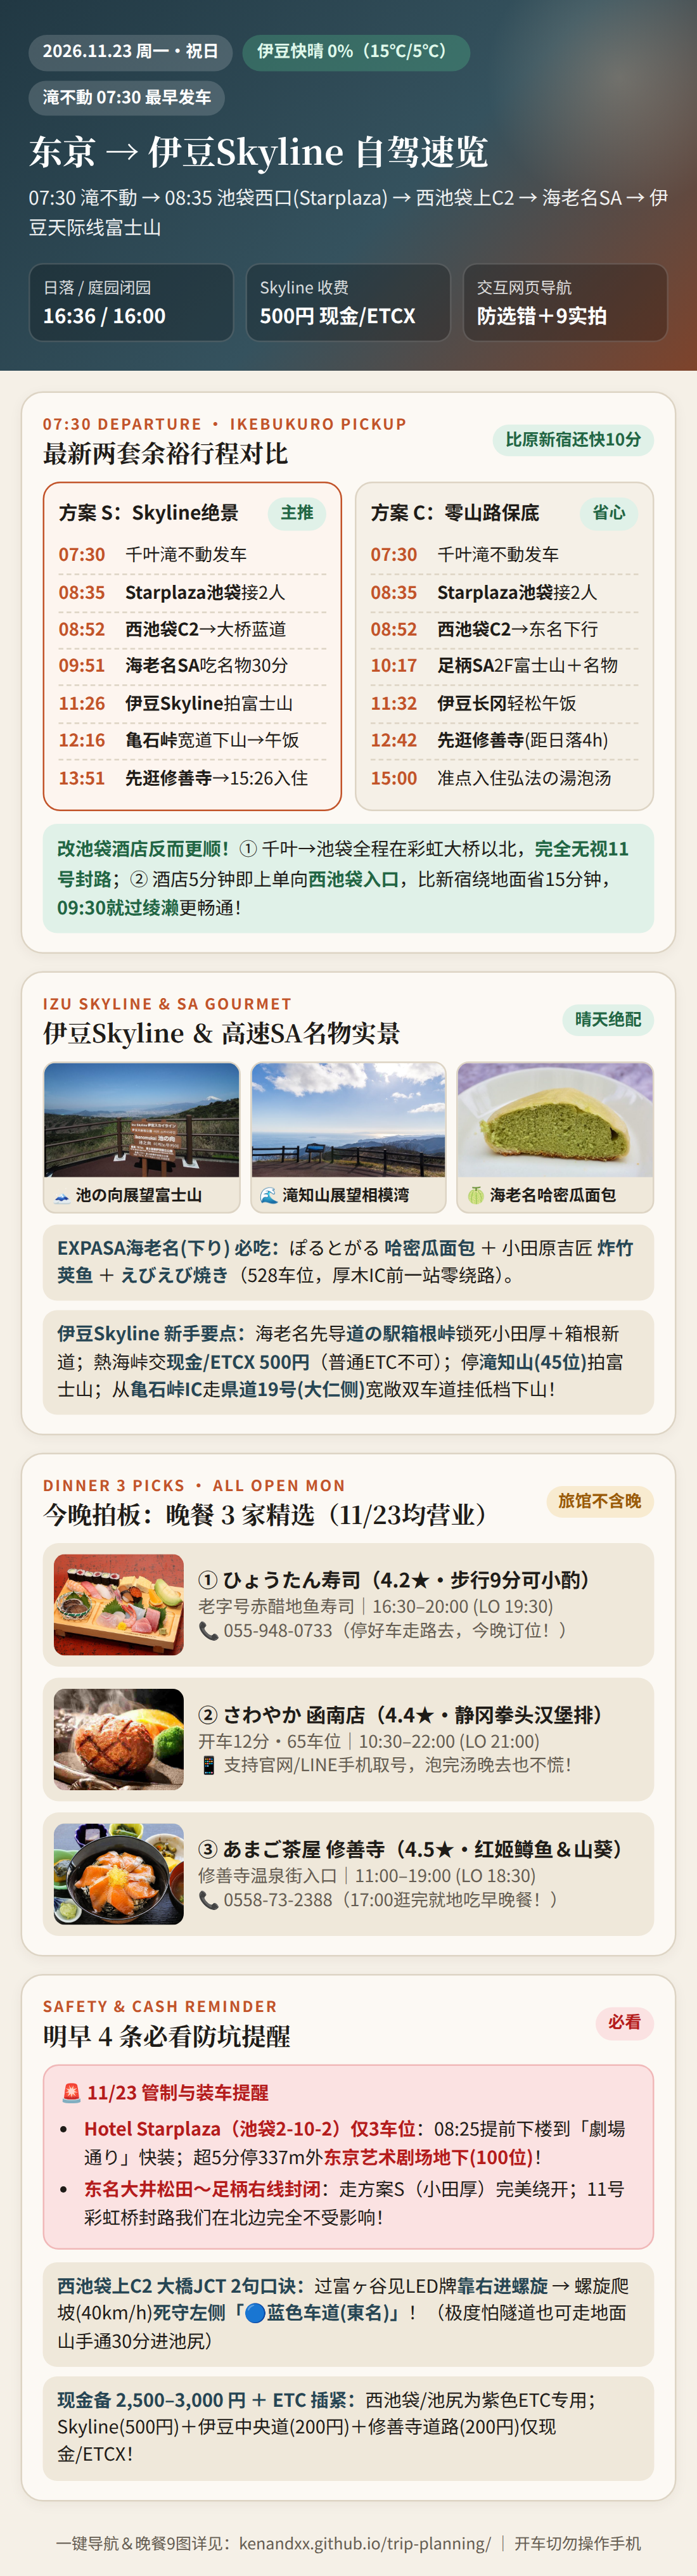 2026.11.23 周一・祝日
伊豆快晴 0%（15℃/5℃）
滝不動 07:30 最早发车
东京 → 伊豆Skyline 自驾速览
07:30 滝不動 → 08:35 池袋西口(Starplaza) → 西池袋上C2 → 海老名SA → 伊
豆天际线富士山
日落 / 庭园闭园
16:36 / 16:00
Skyline 收费
500円 现金/ETCX
交互网页导航
防选错＋9实拍
07:30 DEPARTURE ・ IKEBUKURO PICKUP
最新两套余裕行程对比
比原新宿还快10分
方案 S：Skyline绝景
主推
07:30 千叶滝不動发车
08:35 Starplaza池袋接2人
08:52 西池袋C2→大桥蓝道
09:51 海老名SA吃名物30分
11:26 伊豆Skyline拍富士山
12:16 亀石峠宽道下山→午饭
13:51 先逛修善寺→15:26入住
方案 C：零山路保底
省心
07:30 千叶滝不動发车
08:35 Starplaza池袋接2人
08:52 西池袋C2→东名下行
10:17 足柄SA2F富士山＋名物
11:32 伊豆长冈轻松午饭
12:42 先逛修善寺(距日落4h)
15:00 准点入住弘法の湯泡汤
改池袋酒店反而更顺！① 千叶→池袋全程在彩虹大桥以北，完全无视11
号封路；② 酒店5分钟即上单向西池袋入口，比新宿绕地面省15分钟，
09:30就过绫濑更畅通！
IZU SKYLINE & SA GOURMET
伊豆Skyline ＆ 高速SA名物实景
晴天绝配
🗻 池の向展望富士山
🌊 滝知山展望相模湾
🍈 海老名哈密瓜面包
EXPASA海老名(下り) 必吃：ぽるとがる 哈密瓜面包 ＋ 小田原吉匠 炸竹
荚鱼 ＋ えびえび焼き（528车位，厚木IC前一站零绕路）。
伊豆Skyline 新手要点：海老名先导道の駅箱根峠锁死小田厚＋箱根新
道；熱海峠交现金/ETCX 500円（普通ETC不可）；停滝知山(45位)拍富
士山；从亀石峠IC走県道19号(大仁侧)宽敞双车道挂低档下山！
DINNER 3 PICKS ・ ALL OPEN MON
今晚拍板：晚餐 3 家精选（11/23均营业）
旅馆不含晚
① ひょうたん寿司（4.2★・步行9分可小酌）
老字号赤醋地鱼寿司｜16:30–20:00 (LO 19:30)
📞 055-948-0733（停好车走路去，今晚订位！）
② さわやか 函南店（4.4★・静冈拳头汉堡排）
开车12分・65车位｜10:30–22:00 (LO 21:00)
📱 支持官网/LINE手机取号，泡完汤晚去也不慌！
③ あまご茶屋 修善寺（4.5★・红姬鳟鱼＆山葵）
修善寺温泉街入口｜11:00–19:00 (LO 18:30)
📞 0558-73-2388（17:00逛完就地吃早晚餐！）
SAFETY & CASH REMINDER
明早 4 条必看防坑提醒
必看
🚨 11/23 管制与装车提醒
• Hotel Starplaza（池袋2-10-2）仅3车位：08:25提前下楼到「劇場
通り」快装；超5分停337m外东京艺术剧场地下(100位)！
• 东名大井松田～足柄右线封闭：走方案S（小田厚）完美绕开；11号
彩虹桥封路我们在北边完全不受影响！
西池袋上C2 大橋JCT 2句口诀：过富ヶ谷见LED牌靠右进螺旋 → 螺旋爬
坡(40km/h)死守左侧「🔵蓝色车道(東名)」！（极度怕隧道也可走地面
山手通30分进池尻）
现金备 2,500–3,000 円 ＋ ETC 插紧：西池袋/池尻为紫色ETC专用；
Skyline(500円)＋伊豆中央道(200円)＋修善寺道路(200円)仅现
金/ETCX！
一键导航＆晚餐9图详见：kenandxx.github.io/trip-planning/ ｜ 开车切勿操作手机